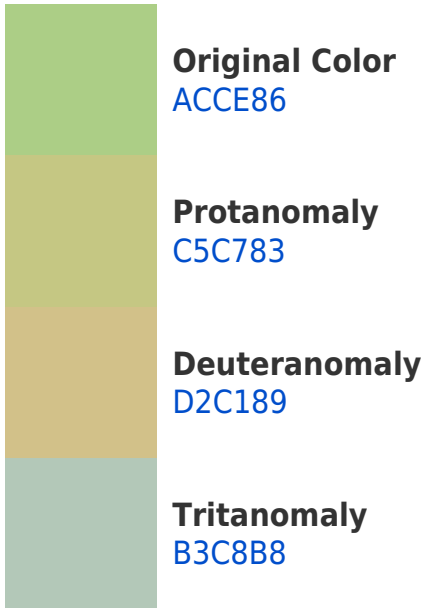 Original Color
ACCE86
Protanomaly
C5C783
Deuteranomaly
D2C189
Tritanomaly
B3C8B8